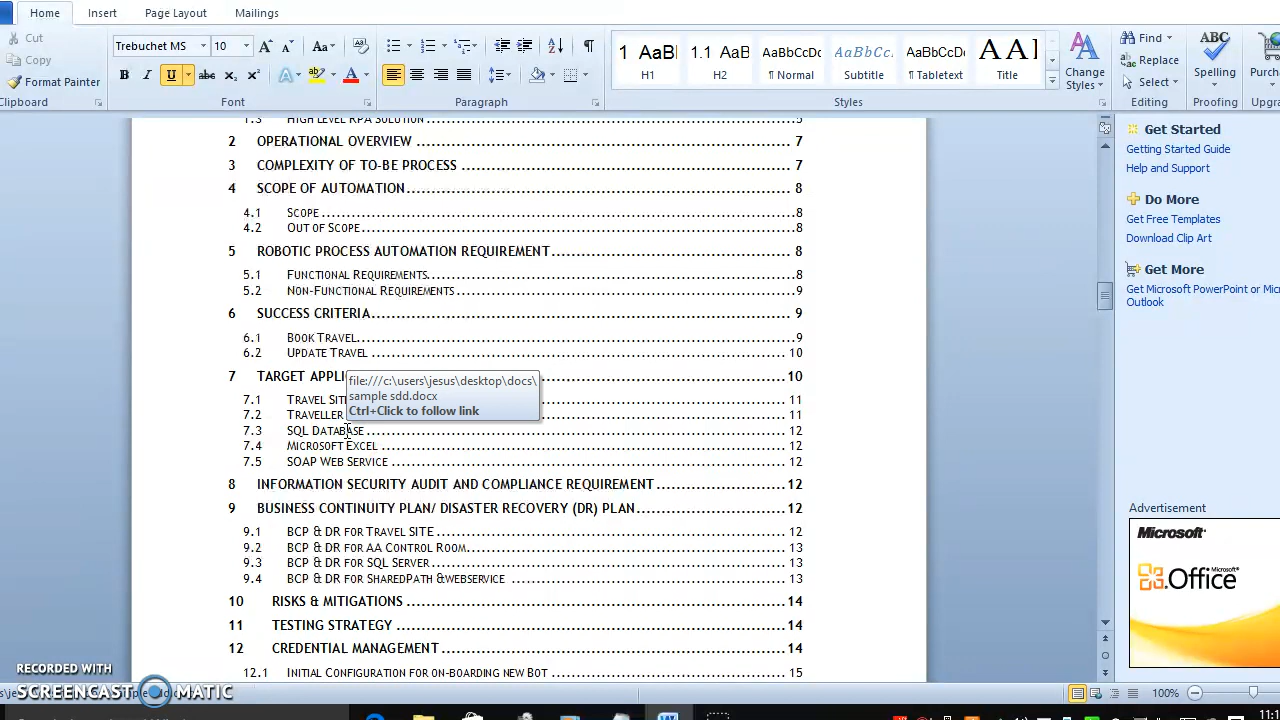 Home Insert Page Layout Mailings
Cut
Copy
Format Painter
Clipboard
Trebuchet MS 10
Font
Paragraph
1 AaBl 1.1 AaB AaBbCcDc AaBbCc. AaBbCcDc AA1
H1 H2 ¶ Normal Subtitle ¶ Tabletext Title
Styles
Change
Styles
Find
Replace
Select
Editing
ABC
Spelling
Proofing
1.3 HIGH LEVEL RPA SOLUTION 5
2 OPERATIONAL OVERVIEW 7
3 COMPLEXITY OF TO-BE PROCESS 7
4 SCOPE OF AUTOMATION 8
4.1 SCOPE 8
4.2 OUT OF SCOPE 8
5 ROBOTIC PROCESS AUTOMATION REQUIREMENT 8
5.1 FUNCTIONAL REQUIREMENTS 8
5.2 NON-FUNCTIONAL REQUIREMENTS 9
6 SUCCESS CRITERIA 9
6.1 BOOK TRAVEL 9
6.2 UPDATE TRAVEL 10
7 TARGET APPLI 10
file:///c:\users\jesus\desktop\docs\
sample sdd.docx
Ctrl+Click to follow link
7.1 TRAVEL SITE 11
7.2 TRAVELLER 11
7.3 SQL DATABASE 12
7.4 MICROSOFT EXCEL 12
7.5 SOAP WEB SERVICE 12
8 INFORMATION SECURITY AUDIT AND COMPLIANCE REQUIREMENT 12
9 BUSINESS CONTINUITY PLAN/ DISASTER RECOVERY (DR) PLAN 12
9.1 BCP & DR FOR TRAVEL SITE 12
9.2 BCP & DR FOR AA CONTROL ROOM 13
9.3 BCP & DR FOR SQL SERVER 13
9.4 BCP & DR FOR SHAREDPATH &WEBSERVICE 13
10 RISKS & MITIGATIONS 14
11 TESTING STRATEGY 14
12 CREDENTIAL MANAGEMENT 14
12.1 INITIAL CONFIGURATION FOR ON-BOARDING NEW BOT 15
Get Started
Getting Started Guide
Help and Support
Do More
Get Free Templates
Download Clip Art
Get More
Get Microsoft PowerPoint or Mic
Outlook
Advertisement
Microsoft
Microsoft
Office
RECORDED WITH
SCREENCAST MATIC
100%
11:1